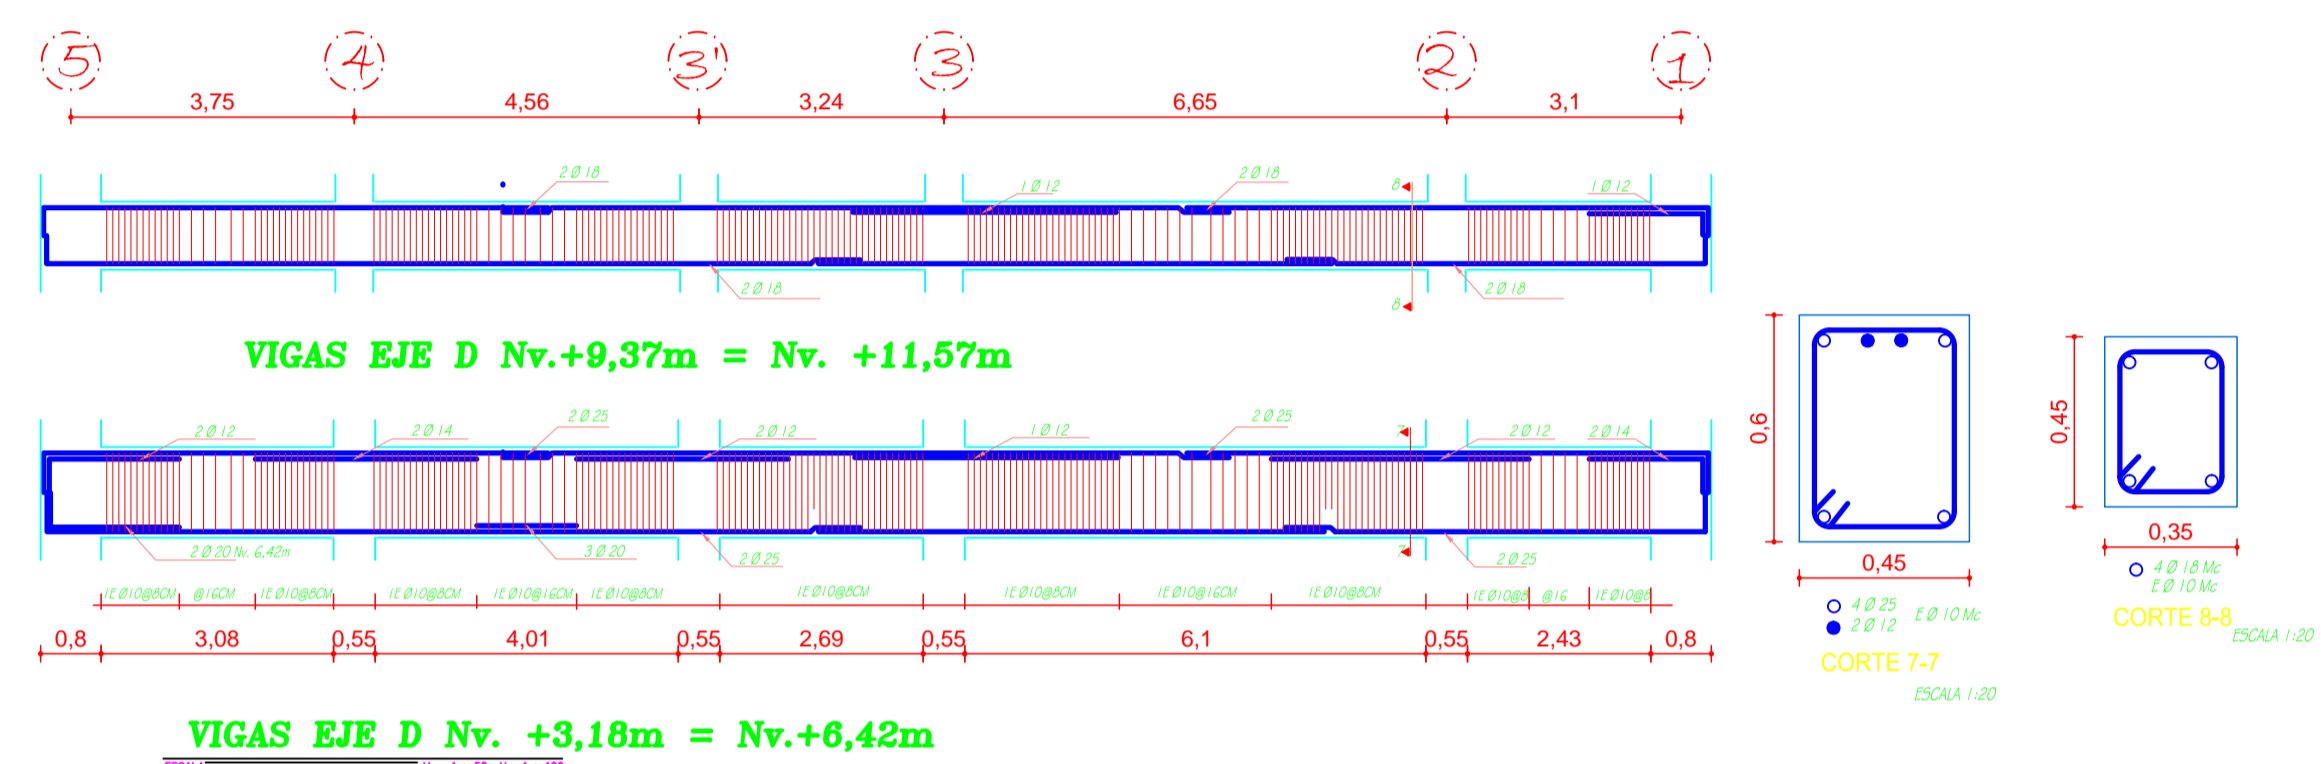 5 4 3' 3 2 1
3,75 4,56 3,24 6,65 3,1
2 Ø 18 1 Ø 12 2 Ø 18 8 1 Ø 12
2 Ø 18 8 2 Ø 18
VIGAS EJE D Nv.+9,37m = Nv. +11,57m
2 Ø 12 2 Ø 14 2 Ø 25 2 Ø 12 1 Ø 12 2 Ø 25 7 2 Ø 12 2 Ø 14
2 Ø 20 Nv. 6,42m 3 Ø 20 2 Ø 25 7 2 Ø 25
1E Ø10@8CM @16CM 1E Ø10@8CM 1E Ø10@8CM 1E Ø10@16CM 1E Ø10@8CM 1E Ø10@8CM 1E Ø10@8CM 1E Ø10@16CM 1E Ø10@8CM 1E Ø10@8 @16 1E Ø10@8
0,8 3,08 0,55 4,01 0,55 2,69 0,55 6,1 0,55 2,43 0,8
VIGAS EJE D Nv. +3,18m = Nv.+6,42m
0,6
0,45
4 Ø 25
2 Ø 12
E Ø 10 Mc
CORTE 7-7
ESCALA 1:20
0,45
0,35
4 Ø 18 Mc
E Ø 10 Mc
CORTE 8-8
ESCALA 1:20